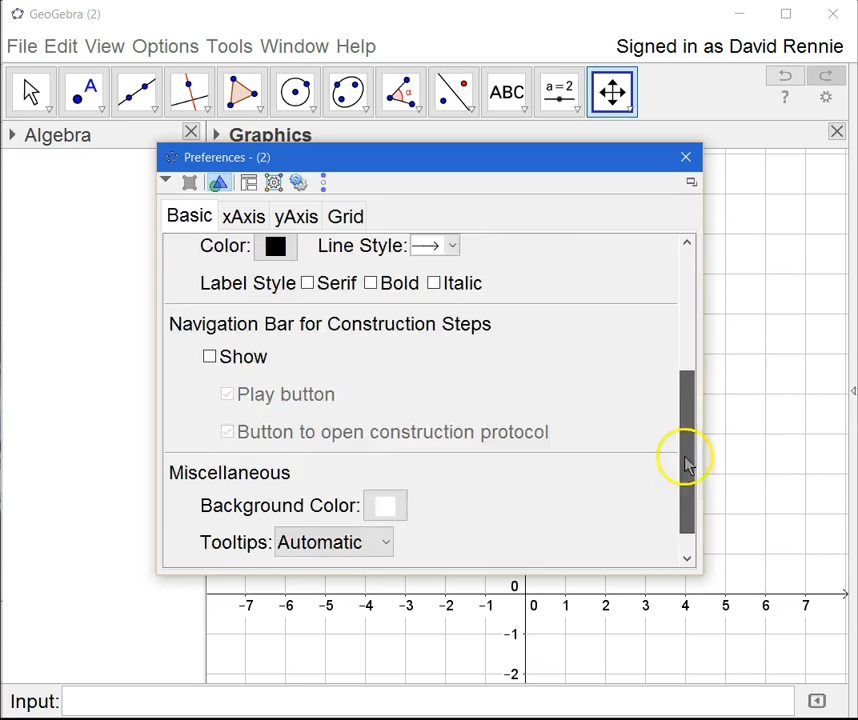 GeoGebra (2)
File Edit View Options Tools Window Help
Signed in as David Rennie
A
α
ABC
a=2
?
Algebra
Graphics
Preferences - (2)
Basic xAxis yAxis Grid
Color: Line Style:
Label Style Serif Bold Italic
Navigation Bar for Construction Steps
Show
Play button
Button to open construction protocol
Miscellaneous
Background Color:
Tooltips: Automatic
0
-7 -6 -5 -4 -3 -2 -1 0 1 2 3 4 5 6 7
-1
-2
Input: